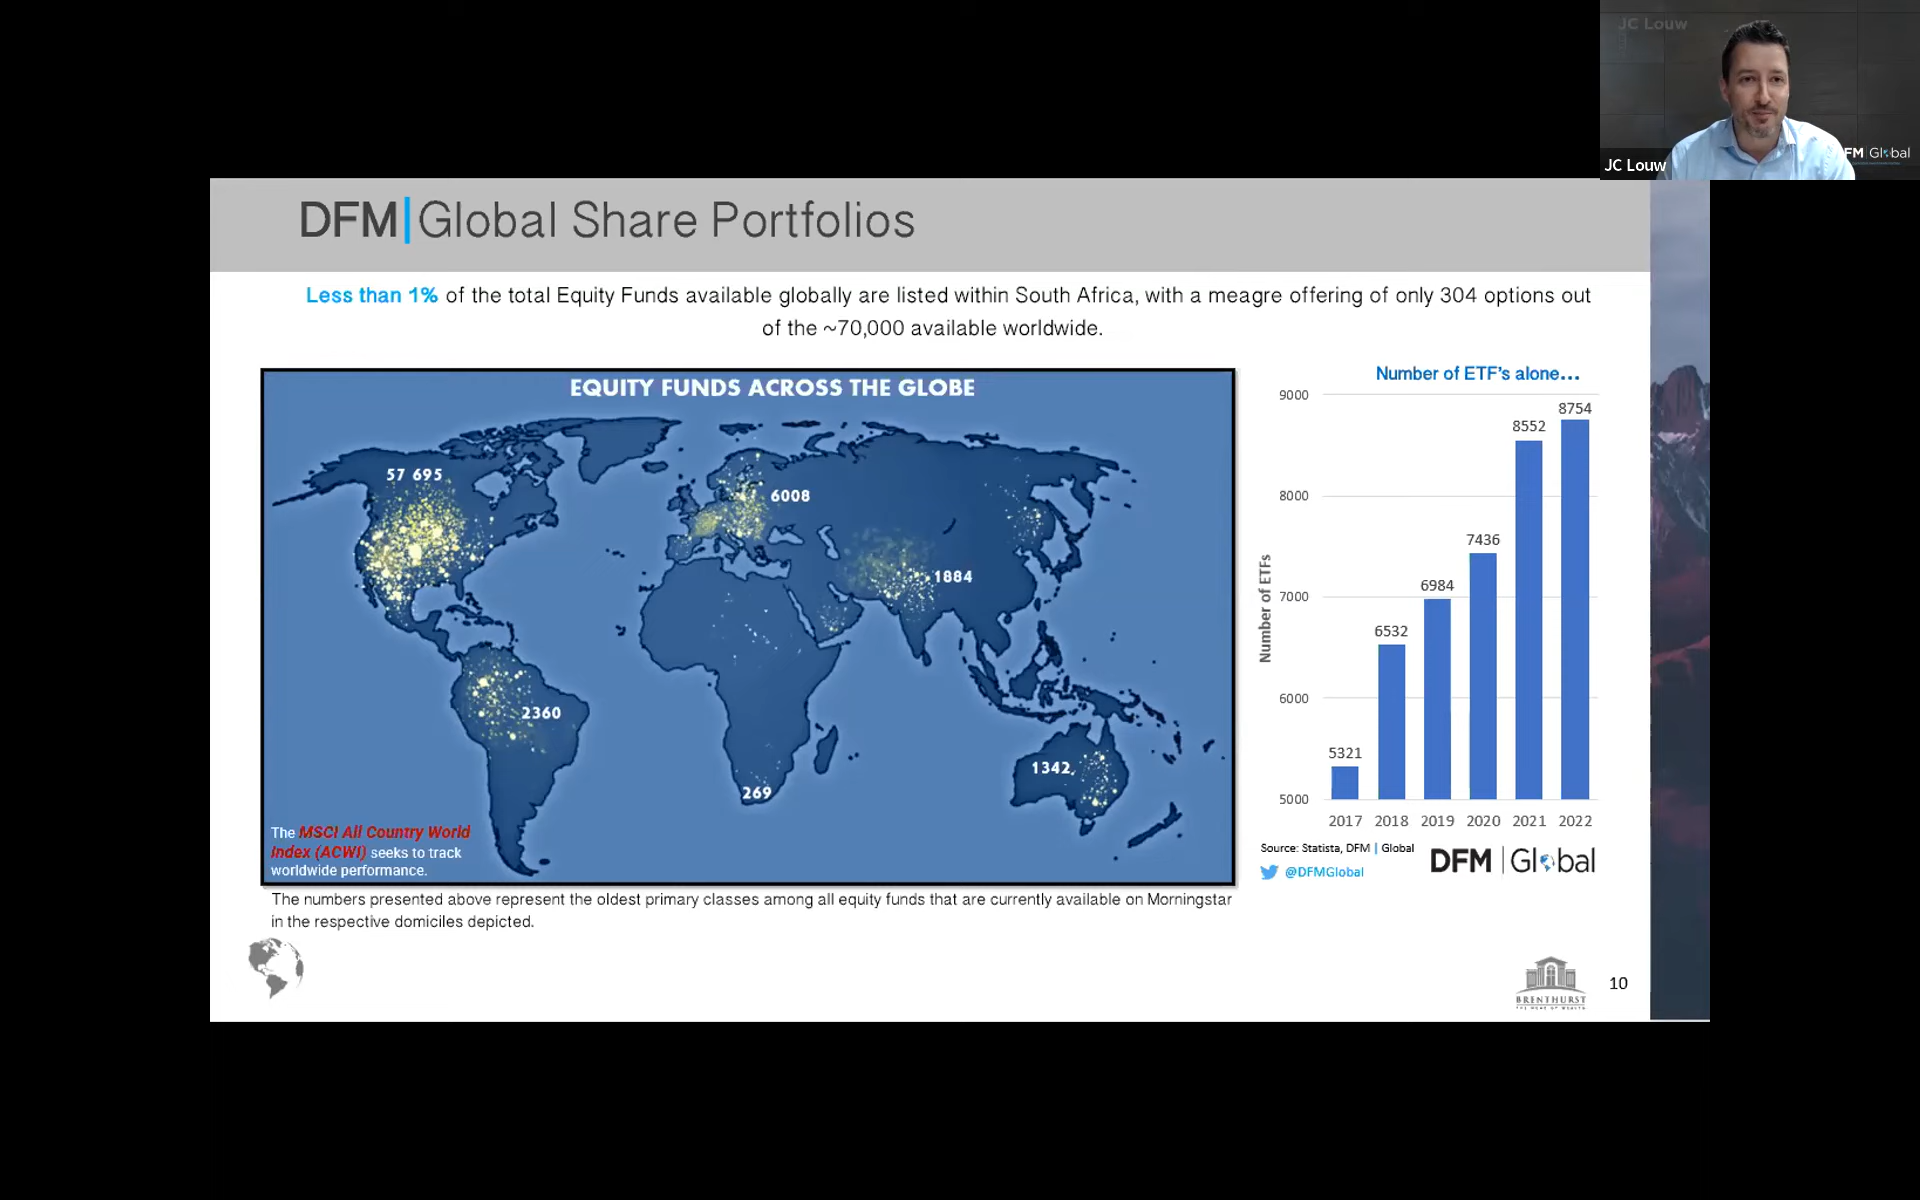 JC Louw
JC Louw
FM Global
DFM|Global Share Portfolios
Less than 1% of the total Equity Funds available globally are listed within South Africa, with a meagre offering of only 304 options out
of the ~70,000 available worldwide.
EQUITY FUNDS ACROSS THE GLOBE
57 695
6008
1884
2360
1342
269
The MSCI All Country World
Index (ACWI) seeks to track
worldwide performance.
Number of ETF's alone...
Number of ETFs
9000
8000
7000
6000
5000
5321
6532
6984
7436
8552
8754
2017 2018 2019 2020 2021 2022
Source: Statista, DFM | Global
@DFMGlobal
DFM | Global
The numbers presented above represent the oldest primary classes among all equity funds that are currently available on Morningstar
in the respective domiciles depicted.
BRENTHURST
THE HOME OF WEALTH
10